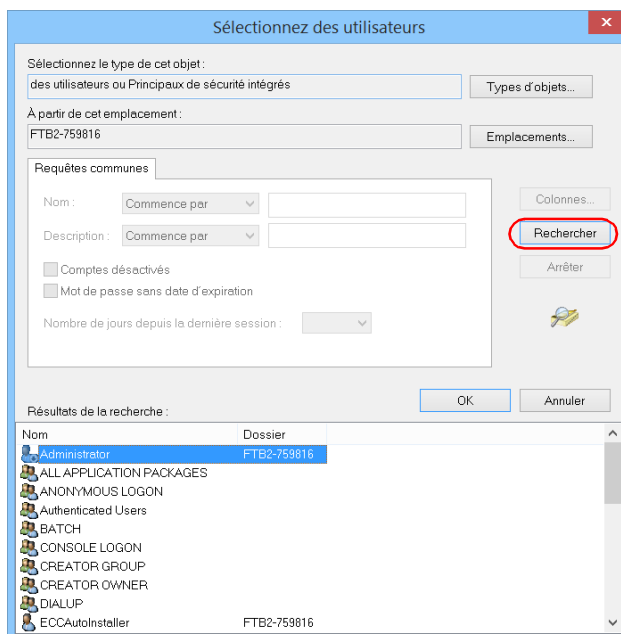 Sélectionnez des utilisateurs
Sélectionnez le type de cet objet :
des utilisateurs ou Principaux de sécurité intégrés
Types d'objets...
À partir de cet emplacement :
FTB2-759816
Emplacements...
Requêtes communes
Nom :
Commence par
Colonnes...
Description :
Commence par
Rechercher
Comptes désactivés
Arrêter
Mot de passe sans date d'expiration
Nombre de jours depuis la dernière session :
OK
Annuler
Résultats de la recherche :
Nom Dossier
Administrator FTB2-759816
ALL APPLICATION PACKAGES
ANONYMOUS LOGON
Authenticated Users
BATCH
CONSOLE LOGON
CREATOR GROUP
CREATOR OWNER
DIALUP
ECCAutoInstaller FTB2-759816